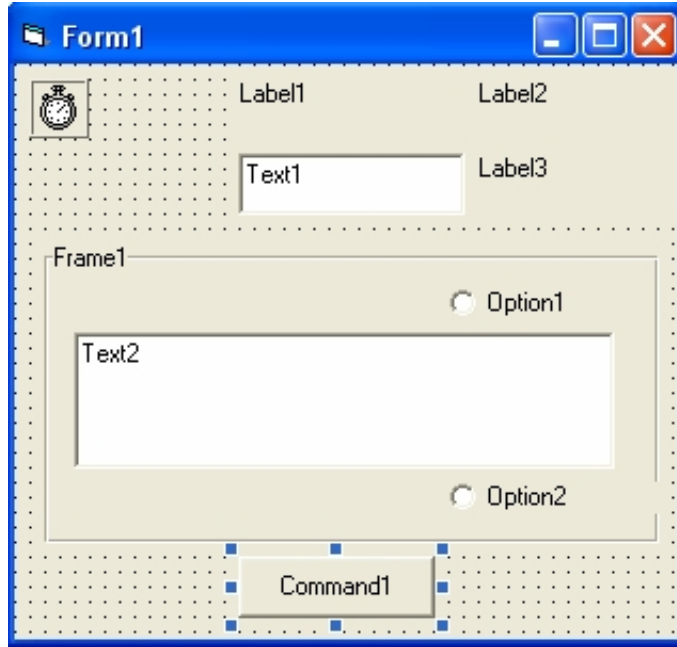 Form1
Label1 Label2
Text1 Label3
Frame1
Option1
Text2
Option2
Command1